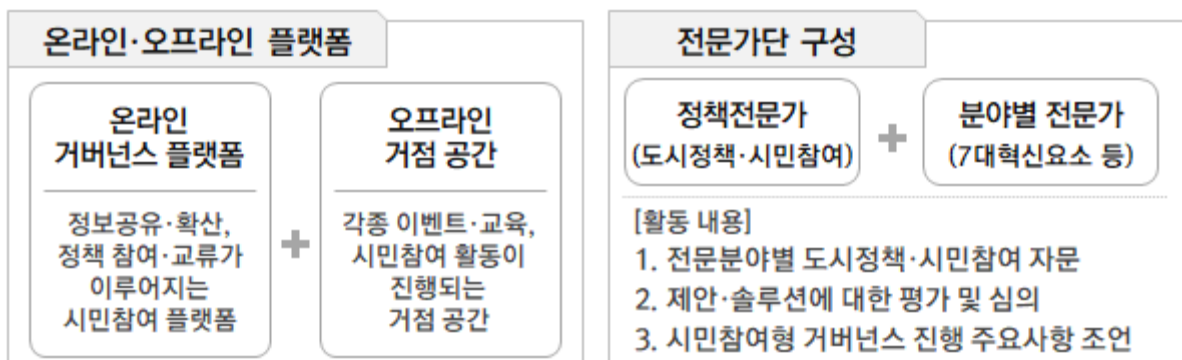 온라인·오프라인 플랫폼
온라인
거버넌스 플랫폼
정보공유·확산,
정책 참여·교류가
이루어지는
시민참여 플랫폼
+
오프라인
거점 공간
각종 이벤트·교육,
시민참여 활동이
진행되는
거점 공간
전문가단 구성
정책전문가
(도시정책·시민참여)
+
분야별 전문가
(7대혁신요소 등)
[활동 내용]
1. 전문분야별 도시정책·시민참여 자문
2. 제안·솔루션에 대한 평가 및 심의
3. 시민참여형 거버넌스 진행 주요사항 조언